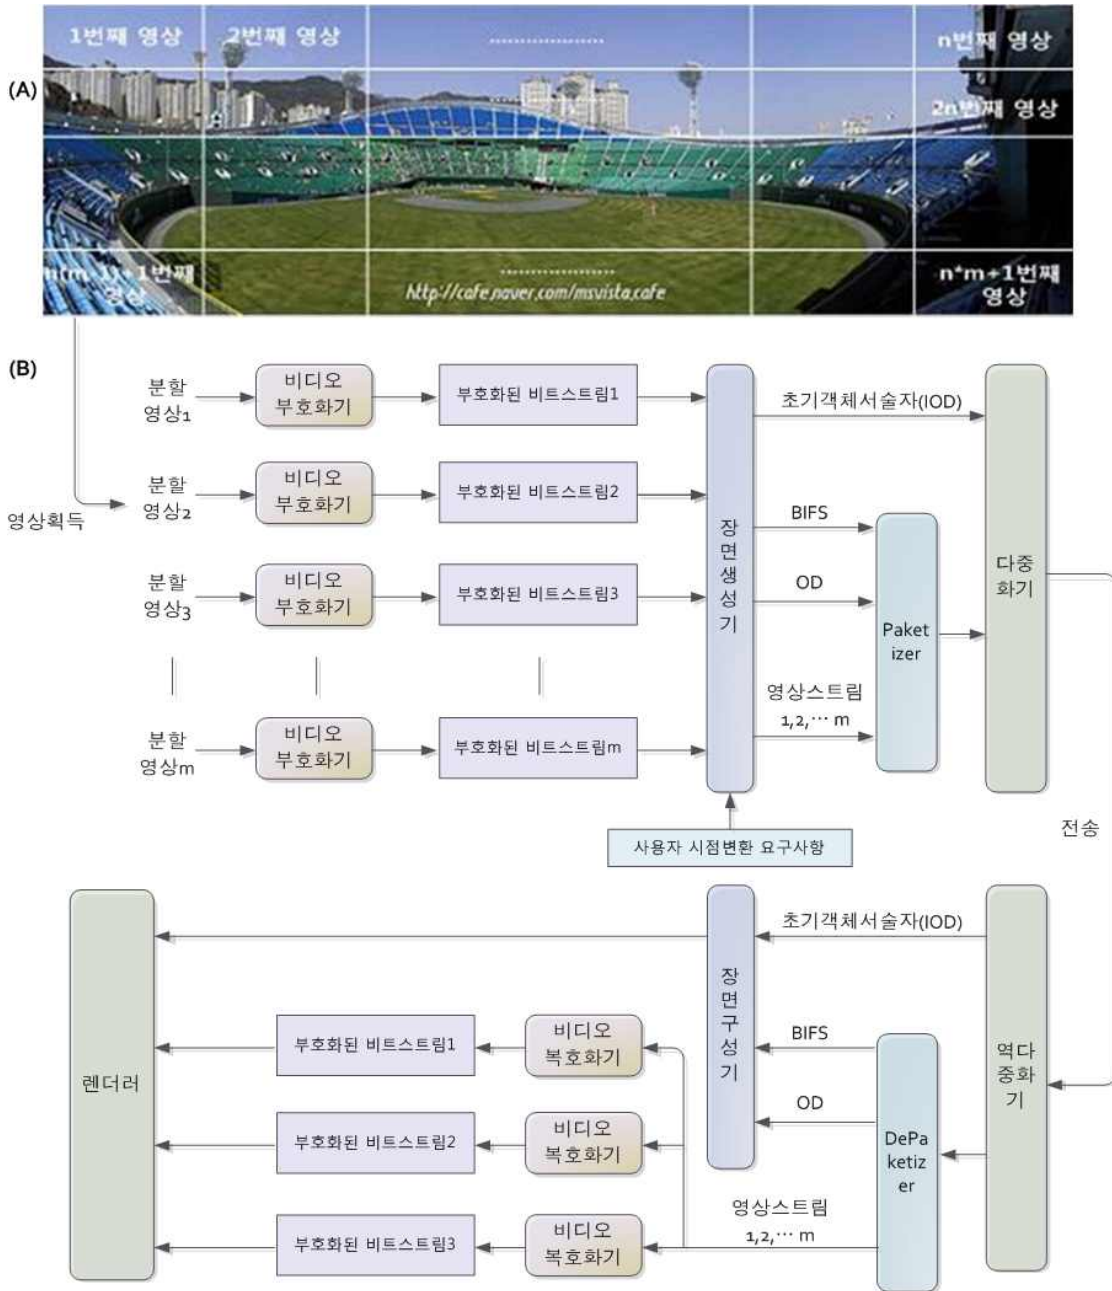 (A)
1번째 영상
2번째 영상
....................
n번째 영상
2n번째 영상
n(m-1)+1번째
영상
....................
http://cafe.naver.com/msvista.cafe
n*m+1번째
영상
(B)
영상획득
분할
영상1
비디오
부호화기
부호화된 비트스트림1
분할
영상2
비디오
부호화기
부호화된 비트스트림2
분할
영상3
비디오
부호화기
부호화된 비트스트림3
분할
영상m
비디오
부호화기
부호화된 비트스트림m
장면생성기
사용자 시점변환 요구사항
초기객체서술자(IOD)
BIFS
OD
영상스트림
1,2,… m
Paket
izer
다중
화기
전송
렌더러
초기객체서술자(IOD)
장면구성기
BIFS
OD
역다
중화
기
DePa
ketiz
er
영상스트림
1,2,… m
비디오
복호화기
부호화된 비트스트림1
비디오
복호화기
부호화된 비트스트림2
비디오
복호화기
부호화된 비트스트림3